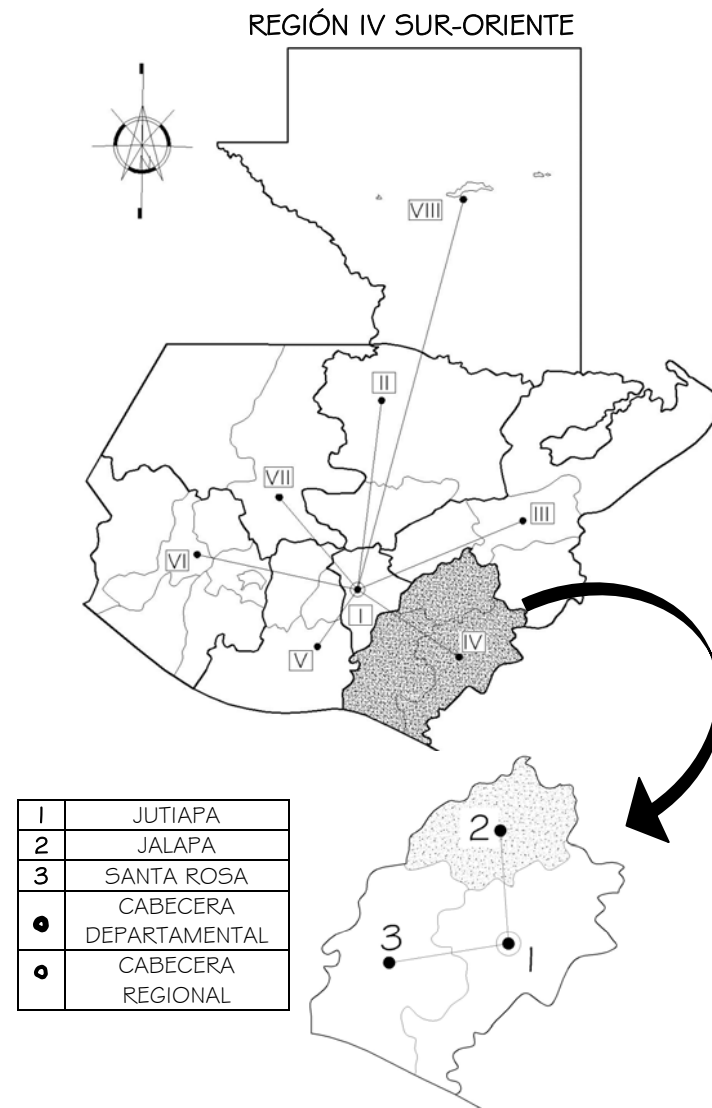 REGIÓN IV SUR-ORIENTE
VIII
II
VII
III
VI
I
IV
V
1 JUTIAPA
2 JALAPA
3 SANTA ROSA
CABECERA
DEPARTAMENTAL
CABECERA
REGIONAL
2
3
1